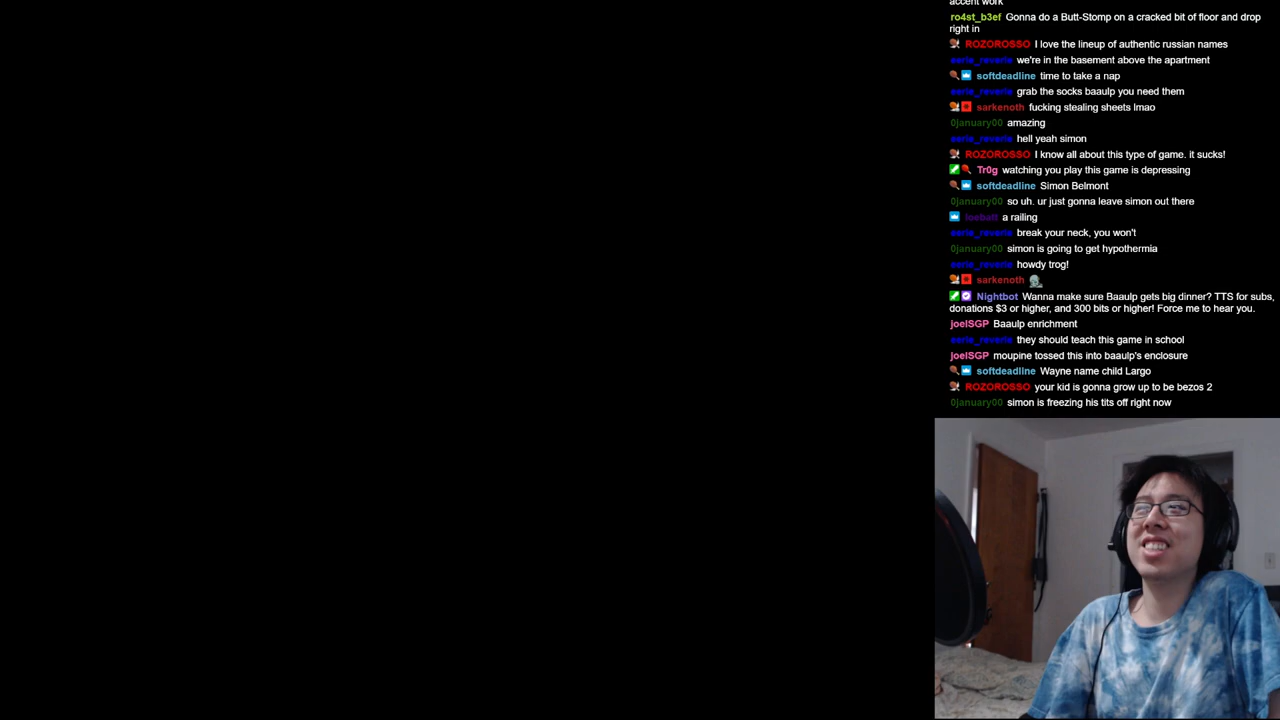 accent work
ro4st_b3ef Gonna do a Butt-Stomp on a cracked bit of floor and drop
right in
ROZOROSSO I love the lineup of authentic russian names
eerie_reverie we're in the basement above the apartment
softdeadline time to take a nap
eerie_reverie grab the socks baaulp you need them
sarkenoth fucking stealing sheets lmao
0january00 amazing
eerie_reverie hell yeah simon
ROZOROSSO I know all about this type of game. it sucks!
Tr0g watching you play this game is depressing
softdeadline Simon Belmont
0january00 so uh. ur just gonna leave simon out there
a railing
eerie_reverie break your neck, you won't
0january00 simon is going to get hypothermia
eerie_reverie howdy trog!
sarkenoth
Nightbot Wanna make sure Baaulp gets big dinner? TTS for subs,
donations $3 or higher, and 300 bits or higher! Force me to hear you.
joelSGP Baaulp enrichment
eerie_reverie they should teach this game in school
joelSGP moupine tossed this into baaulp's enclosure
softdeadline Wayne name child Largo
ROZOROSSO your kid is gonna grow up to be bezos 2
0january00 simon is freezing his tits off right now